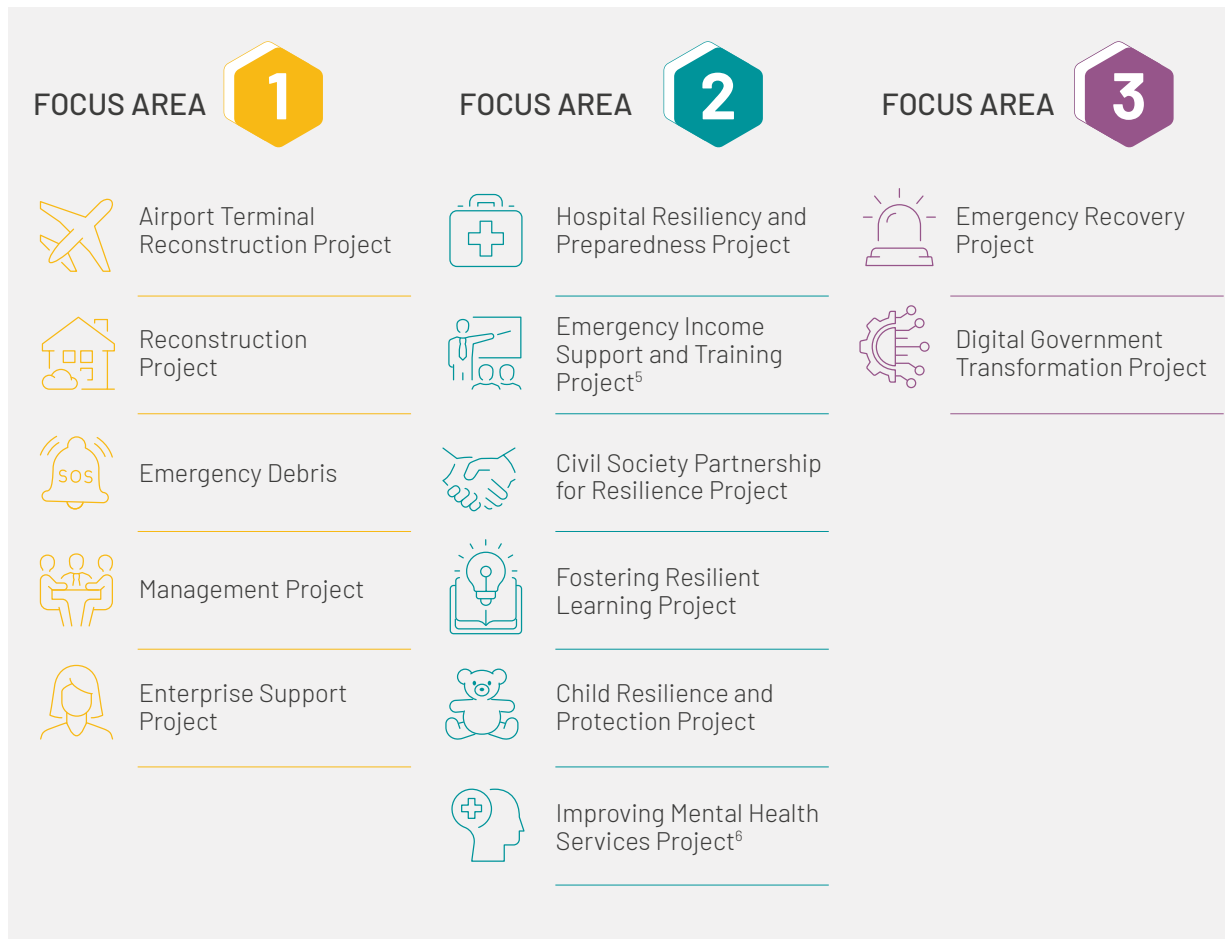 FOCUS AREA 1
Airport Terminal
Reconstruction Project
Reconstruction
Project
SOS
Emergency Debris
Management Project
Enterprise Support
Project
FOCUS AREA 2
Hospital Resiliency and
Preparedness Project
Emergency Income
Support and Training
Project⁵
Civil Society Partnership
for Resilience Project
Fostering Resilient
Learning Project
Child Resilience and
Protection Project
Improving Mental Health
Services Project⁶
FOCUS AREA 3
Emergency Recovery
Project
Digital Government
Transformation Project